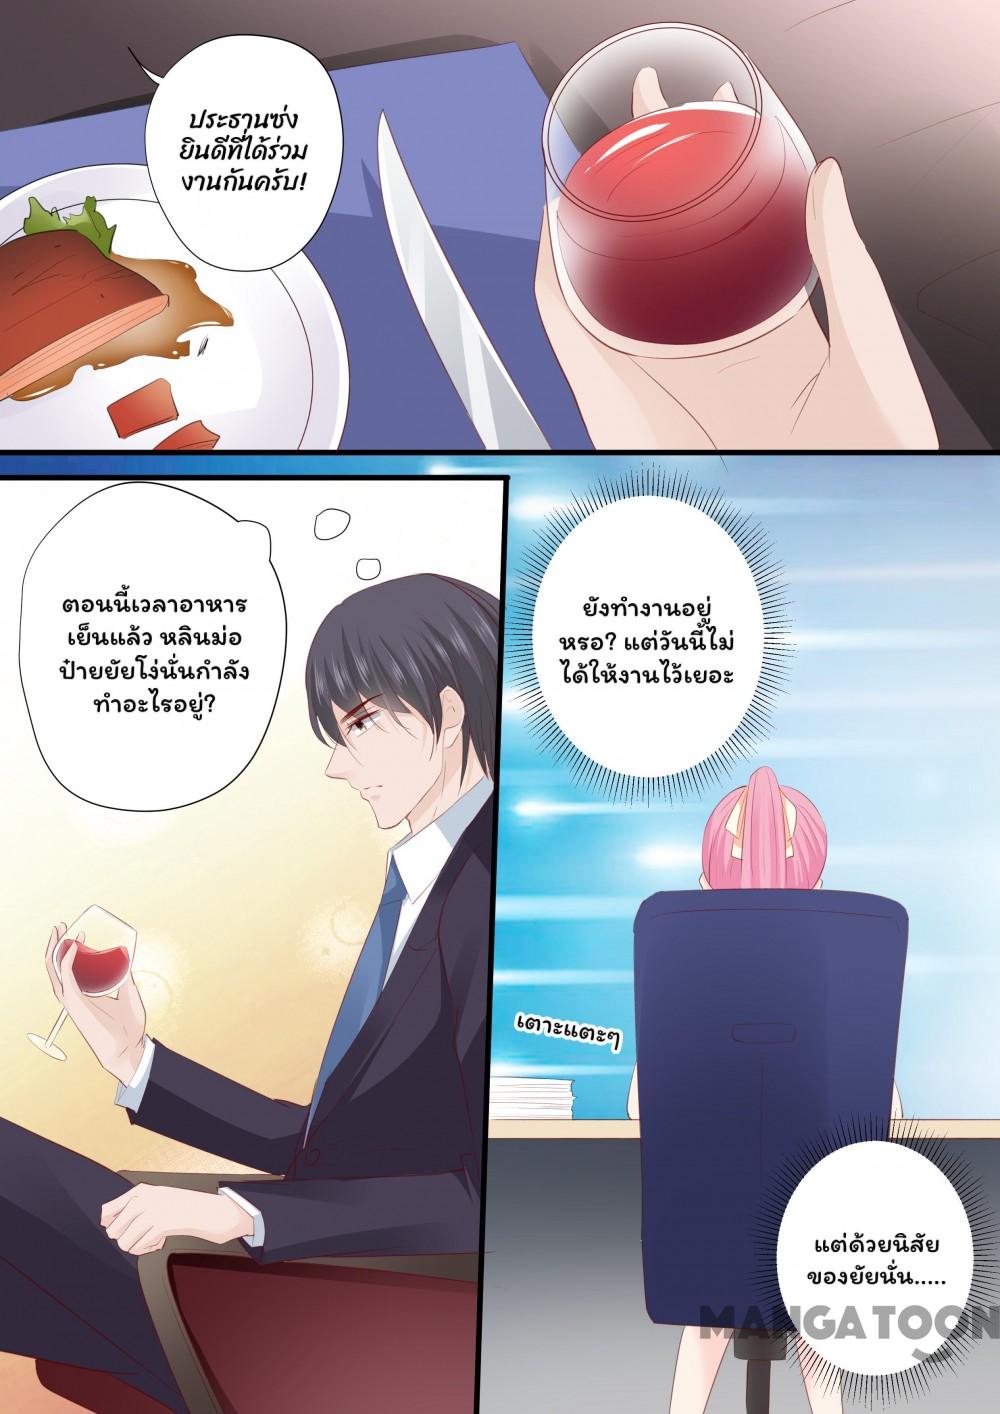 ประธานซ่ง
ยินดีที่ได้ร่วม
งานกันครับ!
ตอนนี้เวลาอาหาร
เย็นแล้ว หลินม่อ
ป๋ายยัยโง่นั่นกำลัง
ทำอะไรอยู่?
ยังทำงานอยู่
หรอ? แต่วันนี้ไม่
ได้ให้งานไว้เยอะ
เตาะแตะๆ
แต่ด้วยนิสัย
ของยัยนั่น.....
MANGATOON